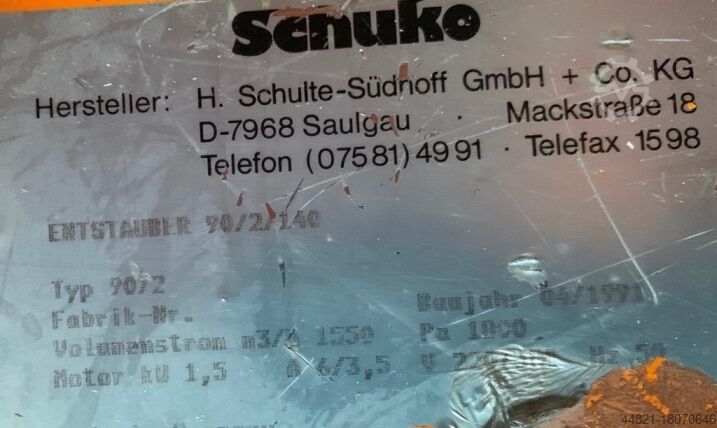 Schuko
Hersteller: H. Schulte-Südhoff GmbH + Co. KG
D-7968 Saulgau · Mackstraße 18
Telefon (07581) 4991 · Telefax 1598
ENTSTAUBER 90/2/140
Typ 90/2 Baujahr 04/1991
Fabrik-Nr.
Volumenstrom m3/h 1550 Pa
Motor kW 1,5 A 6/3,5 V Hz 50
44821-18070646